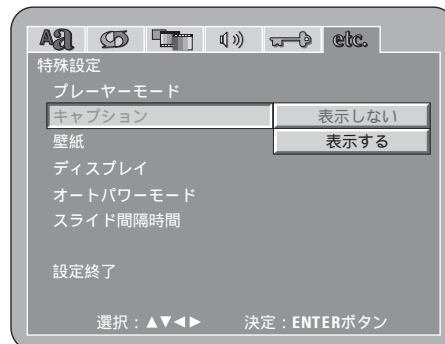 Aa etc.
特殊設定
プレーヤーモード
キャプション 表示しない
壁紙 表示する
ディスプレイ
オートパワーモード
スライド間隔時間
設定終了
選択：▲▼◀▶ 決定：ENTERボタン